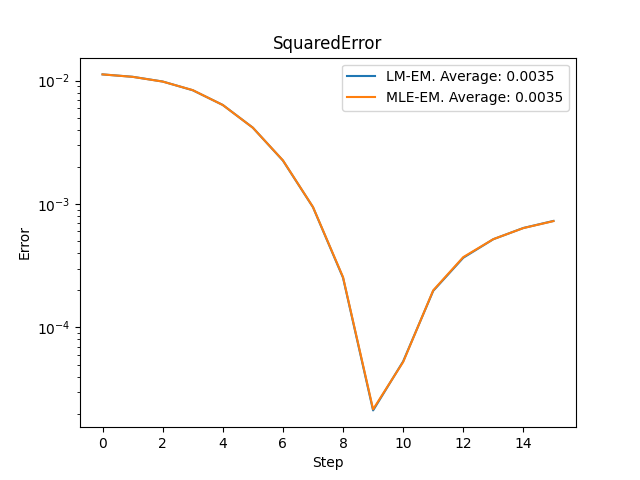 SquaredError
LM-EM. Average: 0.0035
MLE-EM. Average: 0.0035
10⁻²
10⁻³
10⁻⁴
Error
0 2 4 6 8 10 12 14
Step